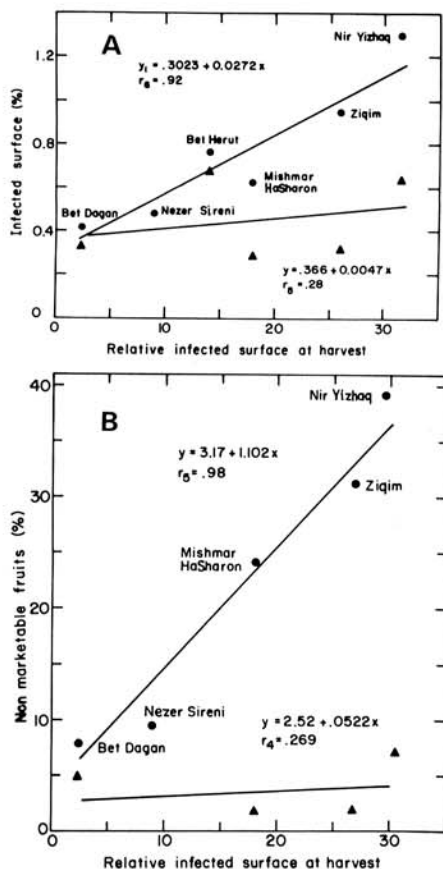 A
Nir Yizhaq
y₁ = .3023 + 0.0272 x
r₆ = .92
Ziqim
Bet Herut
Mishmar
HaSharon
Bet Dagan
Nezer Sireni
y = .366 + 0.0047 x
r₅ = .28
Infected surface (%)
1.2
0.8
0.4
0
0 10 20 30
Relative infected surface at harvest
B
Nir Yizhaq
y = 3.17 + 1.102 x
r₅ = .98
Ziqim
Mishmar
HaSharon
Nezer Sireni
Bet Dagan
y = 2.52 + .0522 x
r₄ = .269
Non marketable fruits (%)
40
30
20
10
0
0 10 20 30
Relative infected surface at harvest